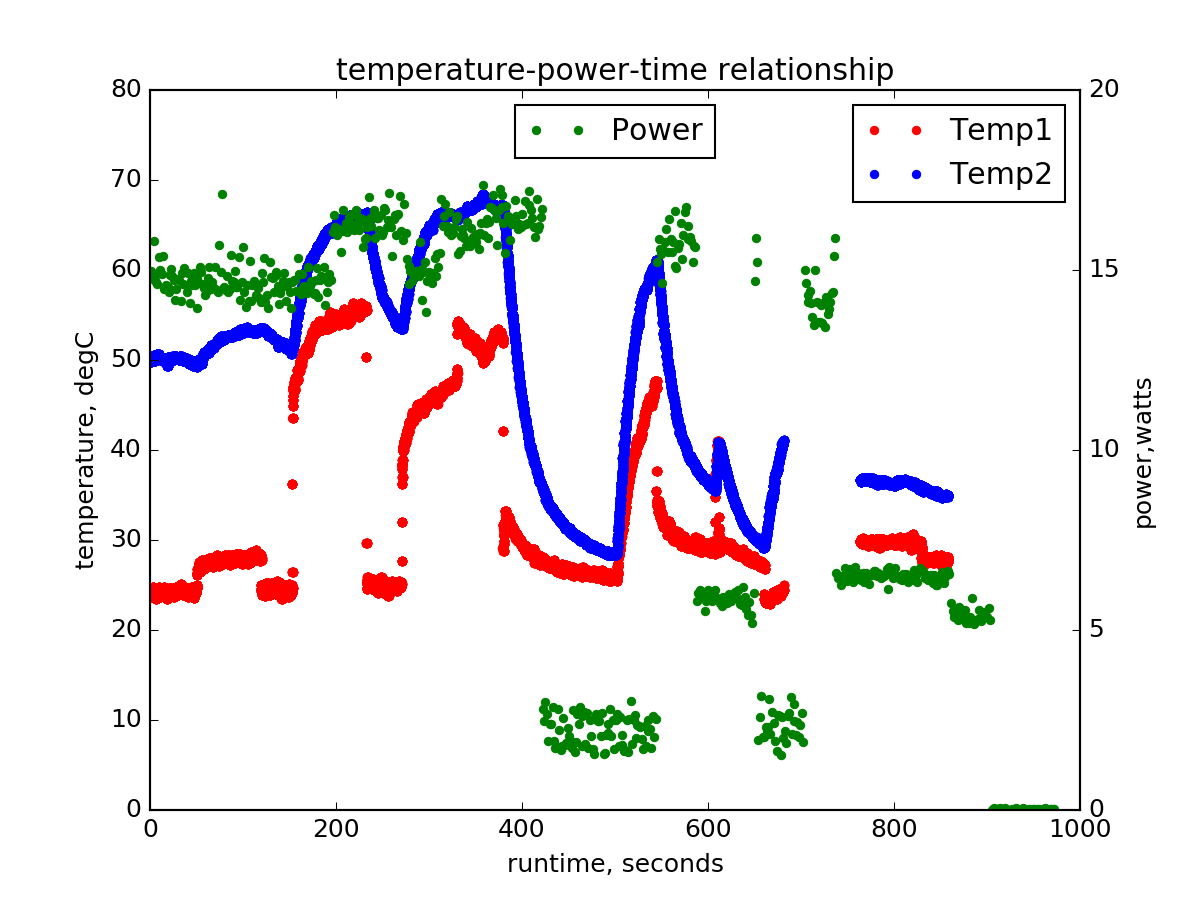 temperature-power-time relationship
Power
Temp1
Temp2
temperature, degC
80
70
60
50
40
30
20
10
0
power,watts
20
15
10
5
0
0 200 400 600 800 1000
runtime, seconds